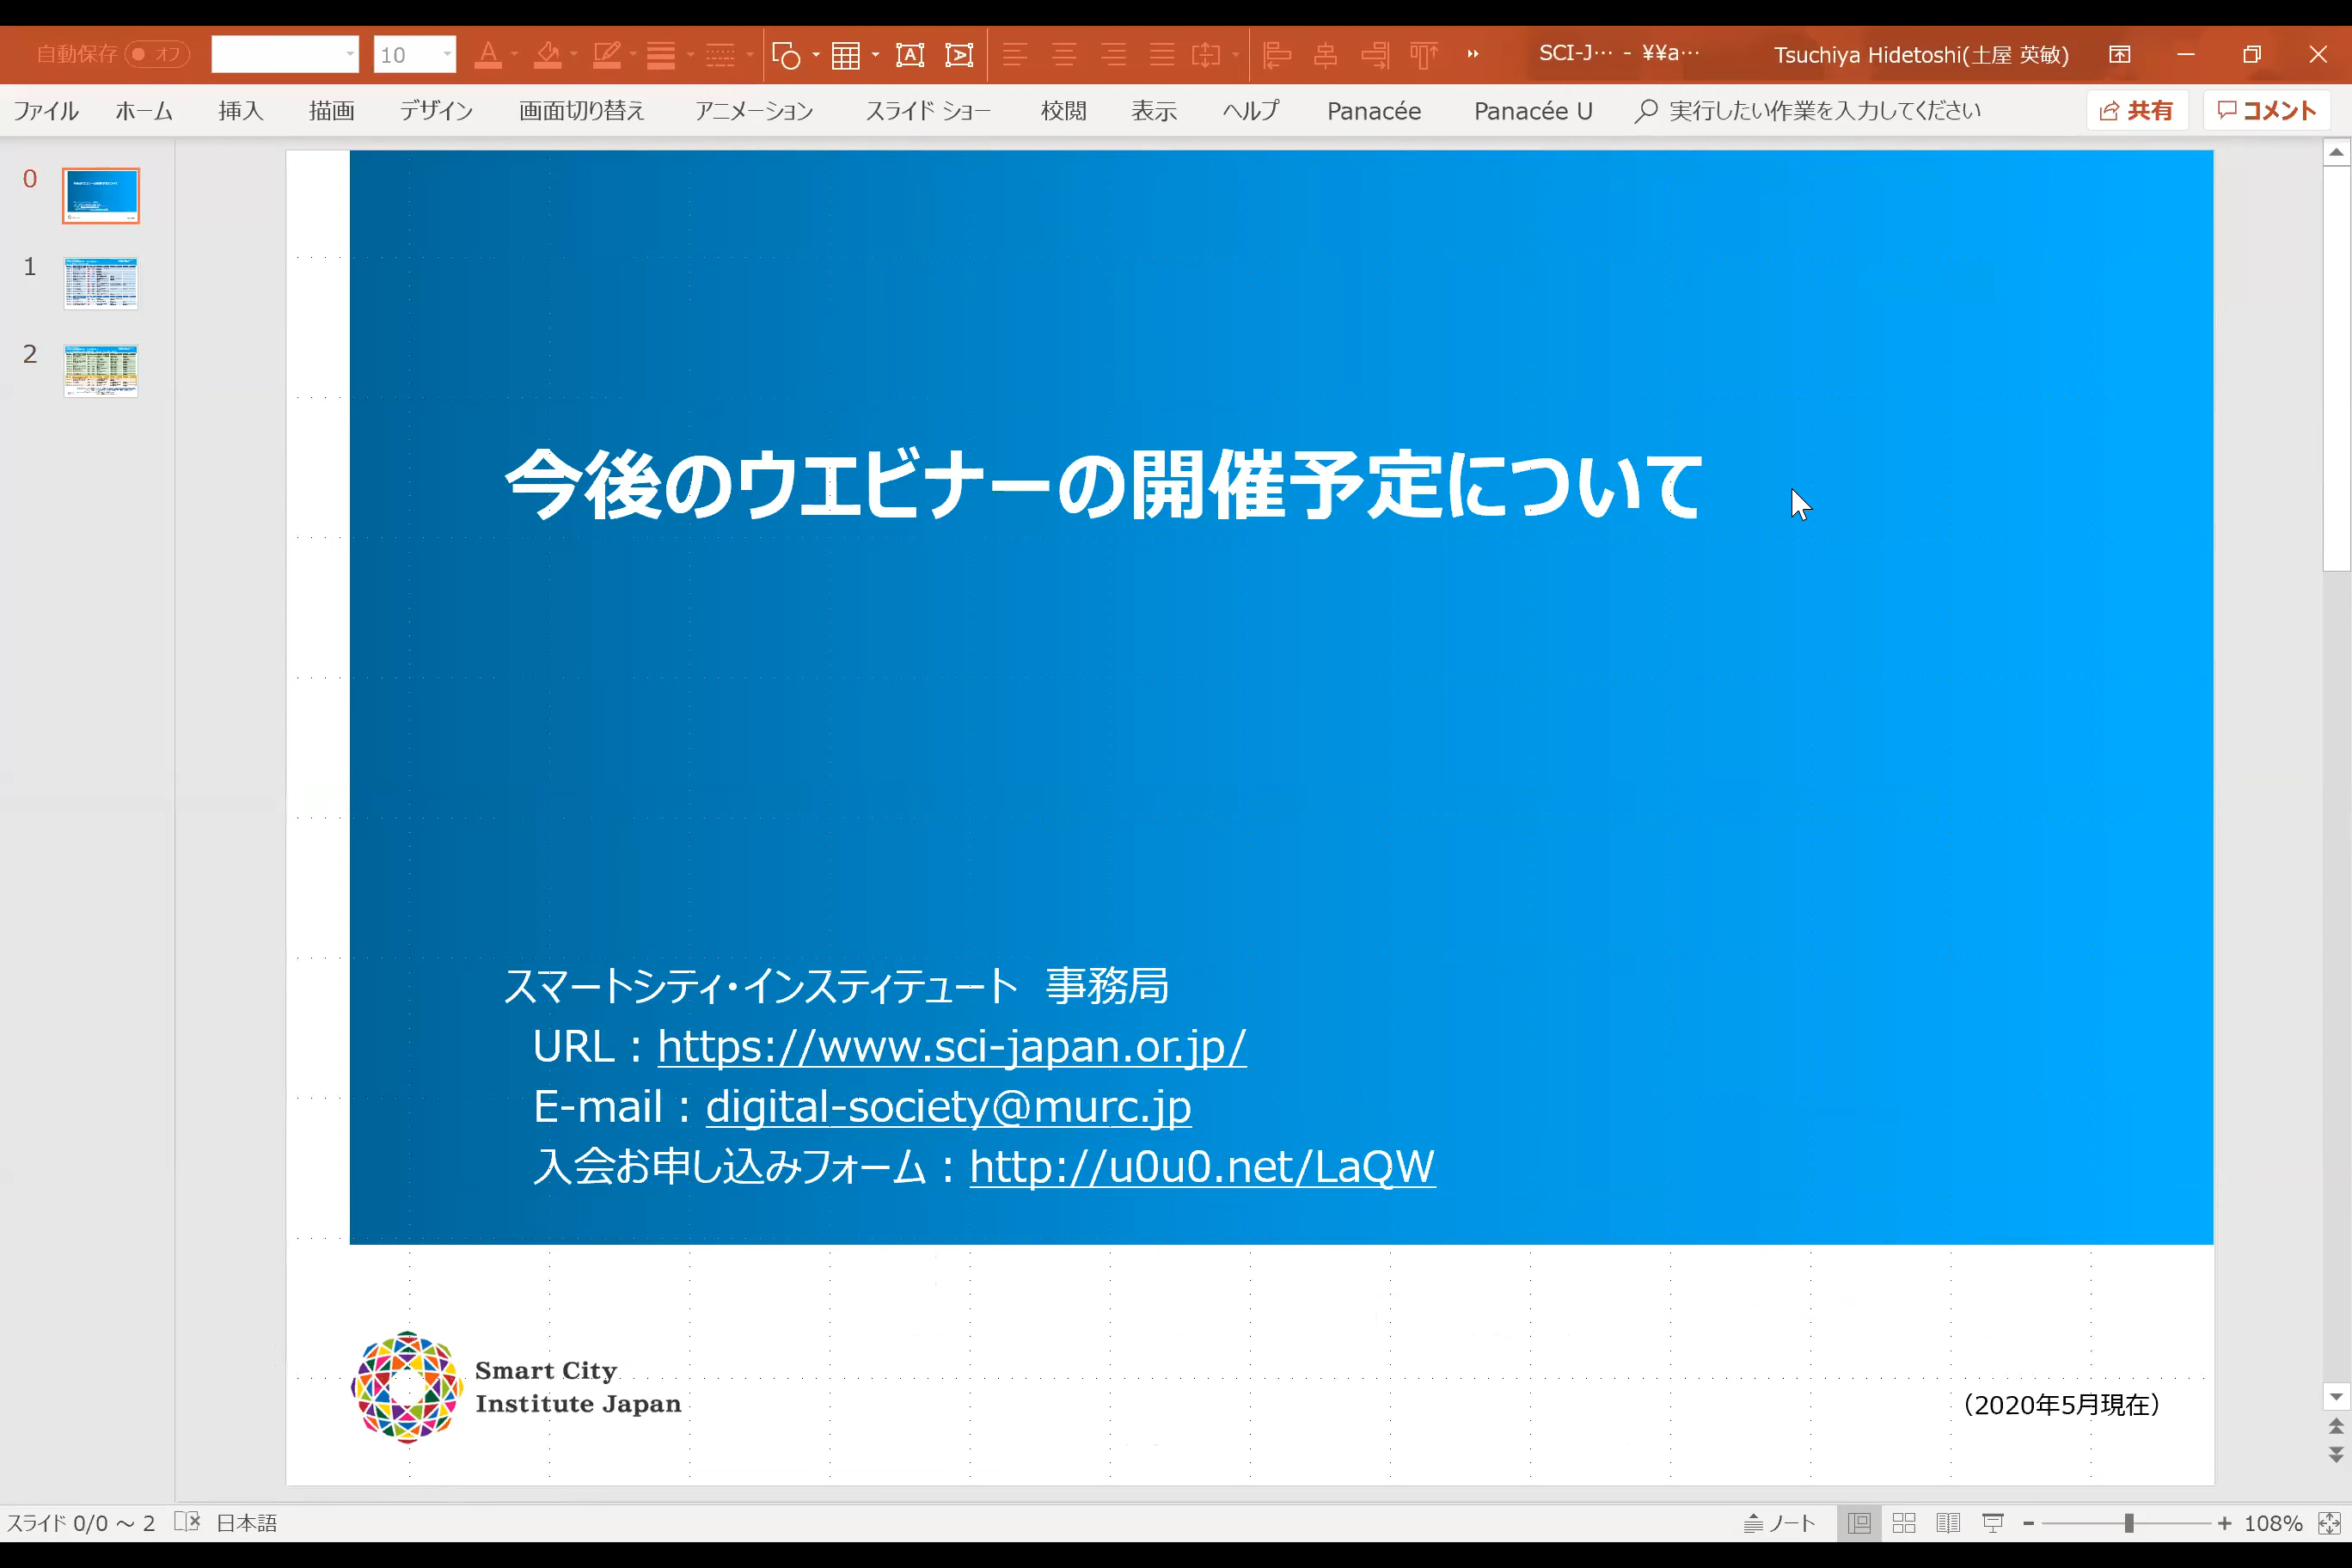 自動保存 オフ 10 SCI-J… - ¥¥a… Tsuchiya Hidetoshi(土屋 英敏)
ファイル ホーム 挿入 描画 デザイン 画面切り替え アニメーション スライド ショー 校閲 表示 ヘルプ Panacée Panacée U 実行したい作業を入力してください 共有 コメント
0
1
2
今後のウエビナーの開催予定について
スマートシティ・インスティテュート 事務局
URL：https://www.sci-japan.or.jp/
E-mail：digital-society@murc.jp
入会お申し込みフォーム：http://u0u0.net/LaQW
Smart City
Institute Japan
（2020年5月現在）
スライド 0/0 ～ 2 日本語 ノート 108%